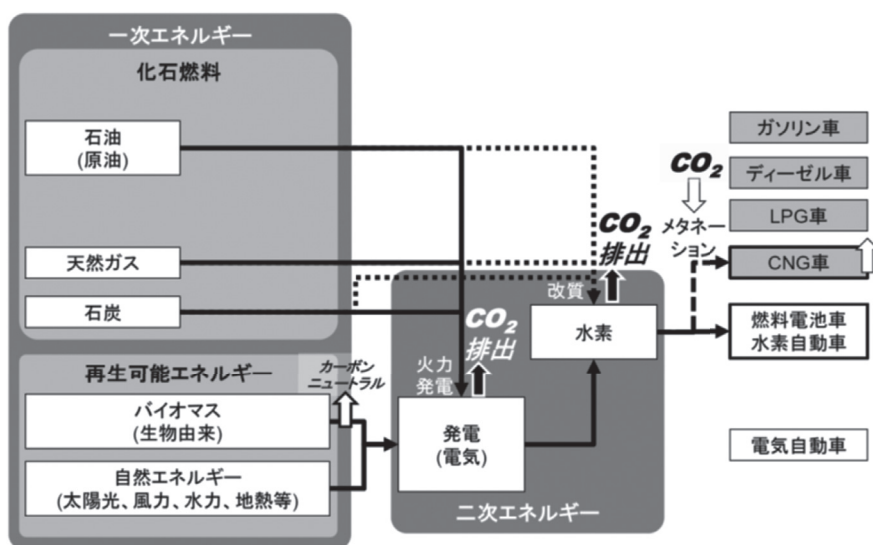 一次エネルギー
化石燃料
石油
(原油)
天然ガス
石炭
再生可能エネルギー
カーボン
ニュートラル
バイオマス
(生物由来)
自然エネルギー
(太陽光、風力、水力、地熱等)
火力
発電
CO2
排出
発電
(電気)
二次エネルギー
改質
CO2
排出
水素
CO2
メタネー
ション
ガソリン車
ディーゼル車
LPG車
CNG車
燃料電池車
水素自動車
電気自動車